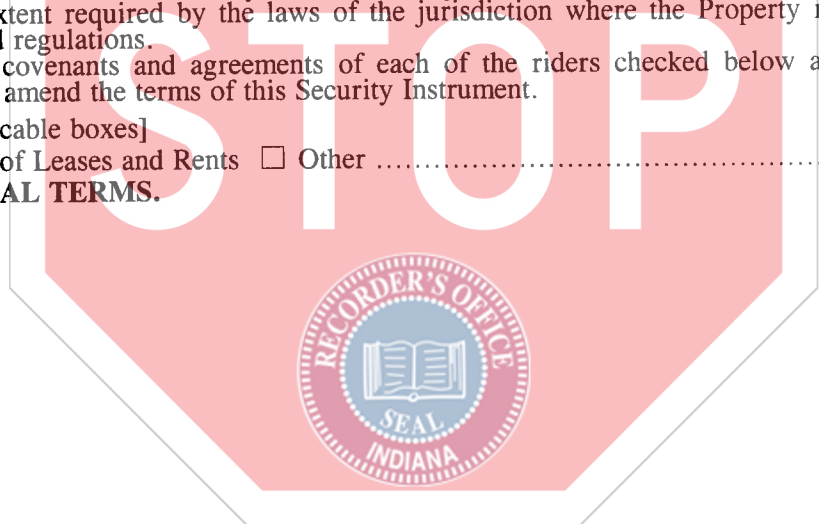 xtent required by the laws of the jurisdiction where the Property
regulations.
covenants and agreements of each of the riders checked below a
amend the terms of this Security Instrument.
cable boxes]
of Leases and Rents ☐ Other ................................................
AL TERMS.
STOP
RECORDER'S OFFICE
SEAL
INDIANA